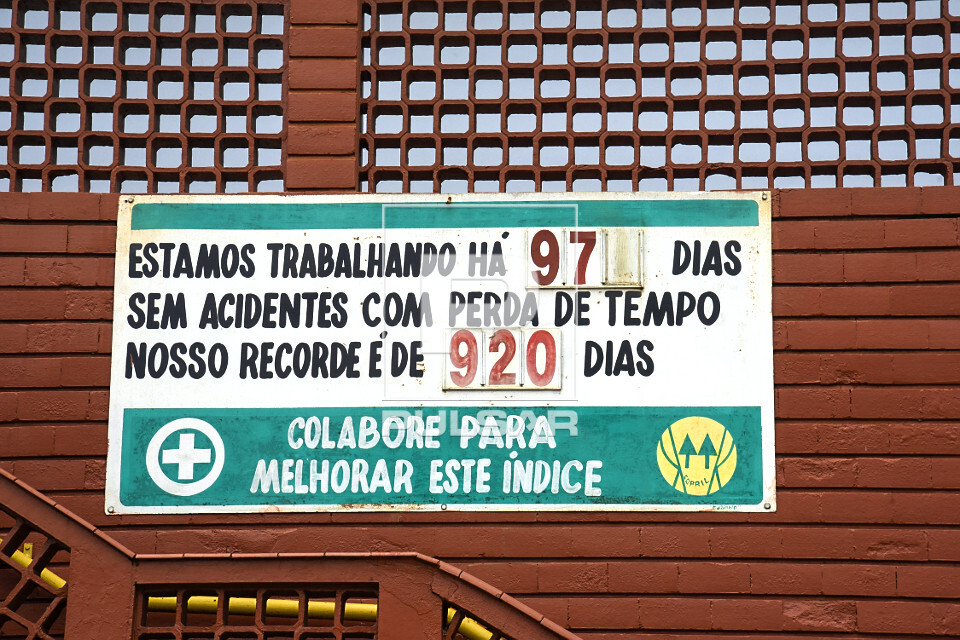 ESTAMOS TRABALHANDO HÁ 97 DIAS
SEM ACIDENTES COM PERDA DE TEMPO
NOSSO RECORDE É DE 920 DIAS
COLABORE PARA
MELHORAR ESTE ÍNDICE
PULSAR